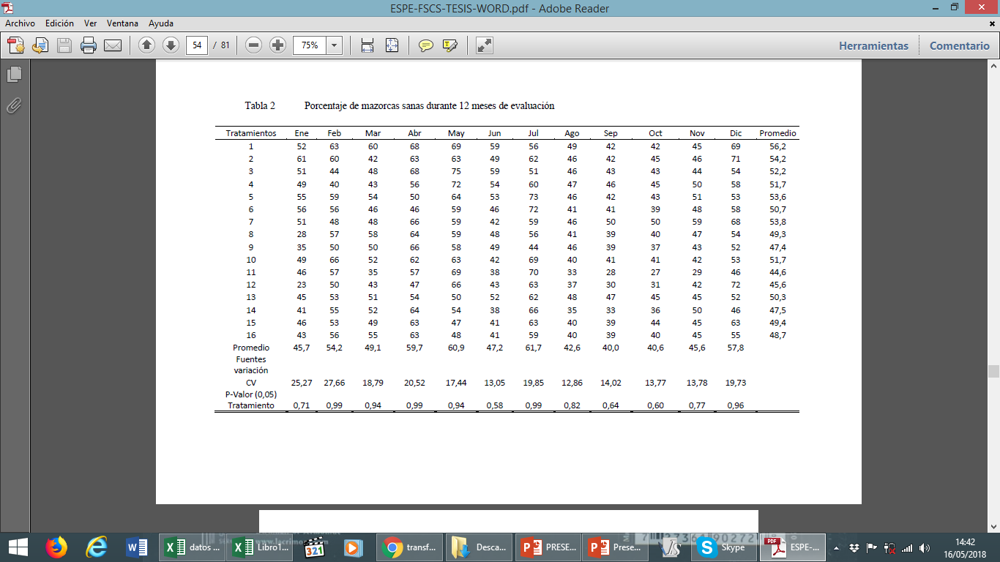 ESPE-FSCS-TESIS-WORD.pdf - Adobe Reader
Archivo Edición Ver Ventana Ayuda
54 / 81 75% Herramientas Comentario
Tabla 2 Porcentaje de mazorcas sanas durante 12 meses de evaluación
Tratamientos Ene Feb Mar Abr May Jun Jul Ago Sep Oct Nov Dic Promedio
1 52 63 60 68 69 59 56 49 42 42 45 69 56,2
2 61 60 42 63 63 49 62 46 42 45 46 71 54,2
3 51 44 48 68 75 59 51 46 43 43 44 54 52,2
4 49 40 43 56 72 54 60 47 46 45 50 58 51,7
5 55 59 54 50 64 53 73 46 42 43 51 53 53,6
6 56 56 46 46 59 46 72 41 41 39 48 58 50,7
7 51 48 48 66 59 42 59 46 50 50 59 68 53,8
8 28 57 58 64 59 48 56 41 39 40 47 54 49,3
9 35 50 50 66 58 49 44 46 39 37 43 52 47,4
10 49 66 52 62 63 42 69 40 41 41 42 53 51,7
11 46 57 35 57 69 38 70 33 28 27 29 46 44,6
12 23 50 43 47 66 43 63 37 30 31 42 72 45,6
13 45 53 51 54 50 52 62 48 47 45 45 52 50,3
14 41 55 52 64 54 38 66 35 33 36 50 46 47,5
15 46 53 49 63 47 41 63 40 39 44 45 63 49,4
16 43 56 55 63 48 41 59 40 39 40 45 55 48,7
Promedio 45,7 54,2 49,1 59,7 60,9 47,2 61,7 42,6 40,0 40,6 45,6 57,8
Fuentes
variación
CV 25,27 27,66 18,79 20,52 17,44 13,05 19,85 12,86 14,02 13,77 13,78 19,73
P-Valor (0,05)
Tratamiento 0,71 0,99 0,94 0,99 0,94 0,58 0,99 0,82 0,64 0,60 0,77 0,96
datos ... Libro1... 321 transf... Desca... PRESE... Prese... Skype ESPE-... 14:42
16/05/2018